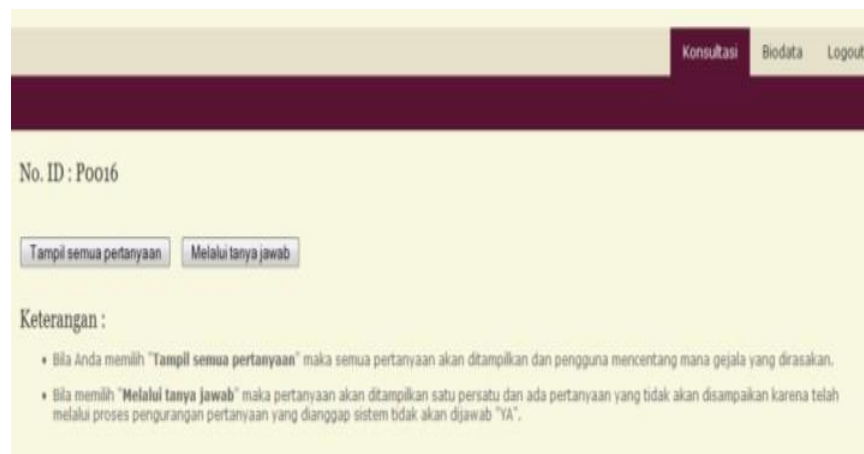 Konsultasi Biodata Logout
No. ID : P0016
Tampil semua pertanyaan Melalui tanya jawab
Keterangan :
• Bila Anda memilih "Tampil semua pertanyaan" maka semua pertanyaan akan ditampilkan dan pengguna mencentang mana gejala yang dirasakan.
• Bila memilih "Melalui tanya jawab" maka pertanyaan akan ditampilkan satu persatu dan ada pertanyaan yang tidak akan disampaikan karena telah
melalui proses pengurangan pertanyaan yang dianggap sistem tidak akan dijawab "YA".